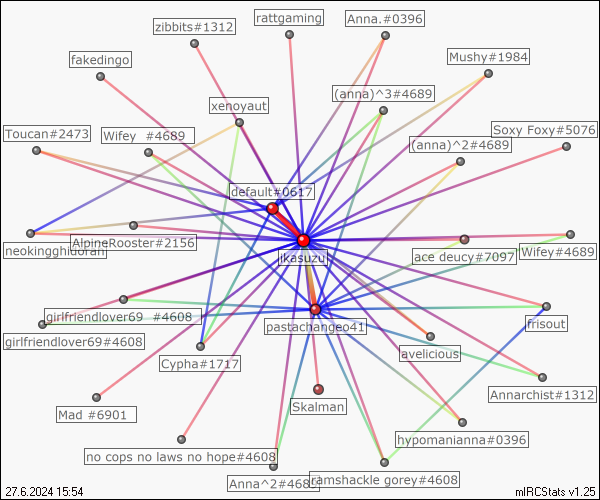 rattgaming
Anna.#0396
zibbits#1312
Mushy#1984
fakedingo
(anna)^3#4689
xenoyaut
Soxy Foxy#5076
Toucan#2473
Wifey  #4689
(anna)^2#4689
default#0617
neokingghidorah
AlpineRooster#2156
ikasuzu
ace deucy#7097
Wifey#4689
girlfriendlover69  #4608
pastachangeo41
frisout
girlfriendlover69#4608
Cypha#1717
avelicious
Annarchist#1312
Skalman
Mad #6901
hypomanianna#0396
no cops no laws no hope#4608
Anna^2#4689
ramshackle gorey#4608
27.6.2024 15:54
mIRCStats v1.25